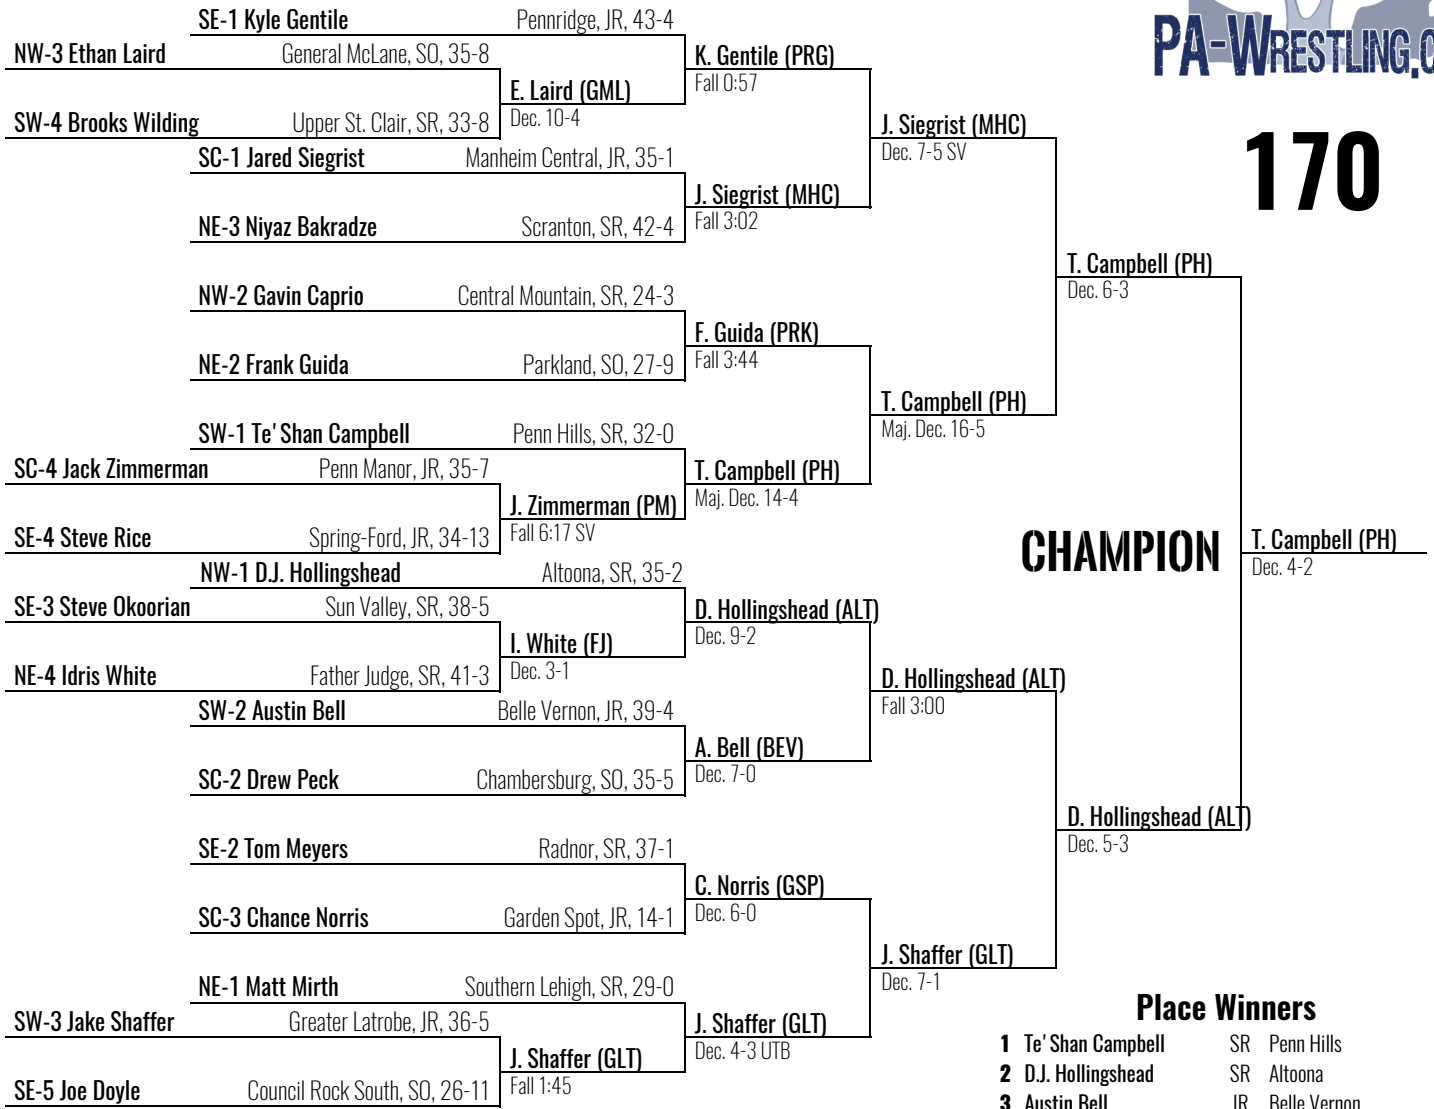 SE-1 Kyle Gentile Pennridge, JR, 43-4
NW-3 Ethan Laird General McLane, SO, 35-8
K. Gentile (PRG)
Fall 0:57
E. Laird (GML)
Dec. 10-4
SW-4 Brooks Wilding Upper St. Clair, SR, 33-8
J. Siegrist (MHC)
Dec. 7-5 SV
SC-1 Jared Siegrist Manheim Central, JR, 35-1
J. Siegrist (MHC)
Fall 3:02
NE-3 Niyaz Bakradze Scranton, SR, 42-4
T. Campbell (PH)
Dec. 6-3
NW-2 Gavin Caprio Central Mountain, SR, 24-3
F. Guida (PRK)
Fall 3:44
NE-2 Frank Guida Parkland, SO, 27-9
T. Campbell (PH)
Maj. Dec. 16-5
SW-1 Te'Shan Campbell Penn Hills, SR, 32-0
SC-4 Jack Zimmerman Penn Manor, JR, 35-7
T. Campbell (PH)
Maj. Dec. 14-4
J. Zimmerman (PM)
Fall 6:17 SV
SE-4 Steve Rice Spring-Ford, JR, 34-13
CHAMPION
T. Campbell (PH)
Dec. 4-2
NW-1 D.J. Hollingshead Altoona, SR, 35-2
SE-3 Steve Okoorian Sun Valley, SR, 38-5
D. Hollingshead (ALT)
Dec. 9-2
I. White (FJ)
Dec. 3-1
NE-4 Idris White Father Judge, SR, 41-3
D. Hollingshead (ALT)
Fall 3:00
SW-2 Austin Bell Belle Vernon, JR, 39-4
A. Bell (BEV)
Dec. 7-0
SC-2 Drew Peck Chambersburg, SO, 35-5
D. Hollingshead (ALT)
Dec. 5-3
SE-2 Tom Meyers Radnor, SR, 37-1
C. Norris (GSP)
Dec. 6-0
SC-3 Chance Norris Garden Spot, JR, 14-1
J. Shaffer (GLT)
Dec. 7-1
NE-1 Matt Mirth Southern Lehigh, SR, 29-0
SW-3 Jake Shaffer Greater Latrobe, JR, 36-5
J. Shaffer (GLT)
Dec. 4-3 UTB
J. Shaffer (GLT)
Fall 1:45
SE-5 Joe Doyle Council Rock South, SO, 26-11
PA-WRESTLING.C
170
Place Winners
1 Te'Shan Campbell SR Penn Hills
2 D.J. Hollingshead SR Altoona
3 Austin Bell JR Belle Vernon